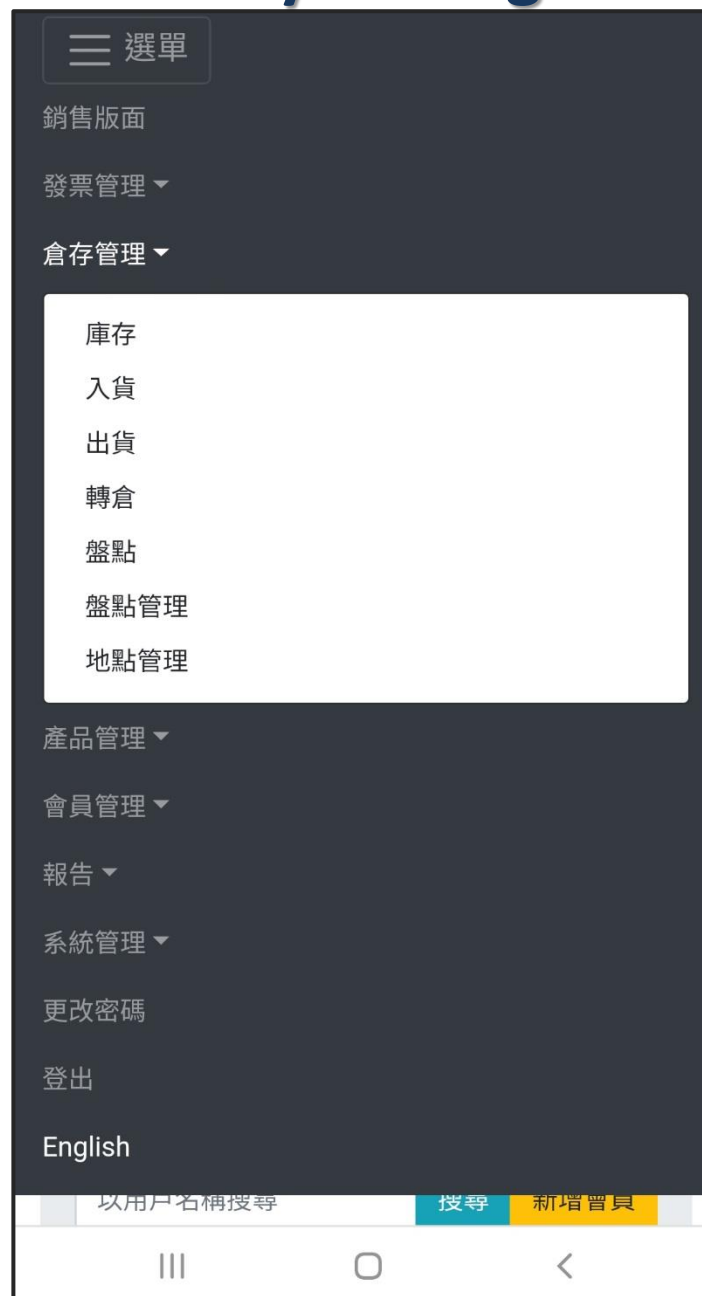 選單
銷售版面
發票管理
倉存管理
庫存
入貨
出貨
轉倉
盤點
盤點管理
地點管理
產品管理
會員管理
報告
系統管理
更改密碼
登出
English
以用戶名稱搜尋 搜尋 新增會員